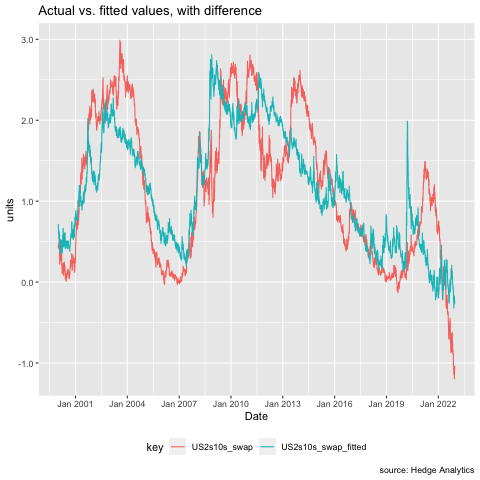 Actual vs. fitted values, with difference
3.0
2.0
1.0
0.0
-1.0
units
Jan 2001 Jan 2004 Jan 2007 Jan 2010 Jan 2013 Jan 2016 Jan 2019 Jan 2022
Date
key US2s10s_swap US2s10s_swap_fitted
source: Hedge Analytics